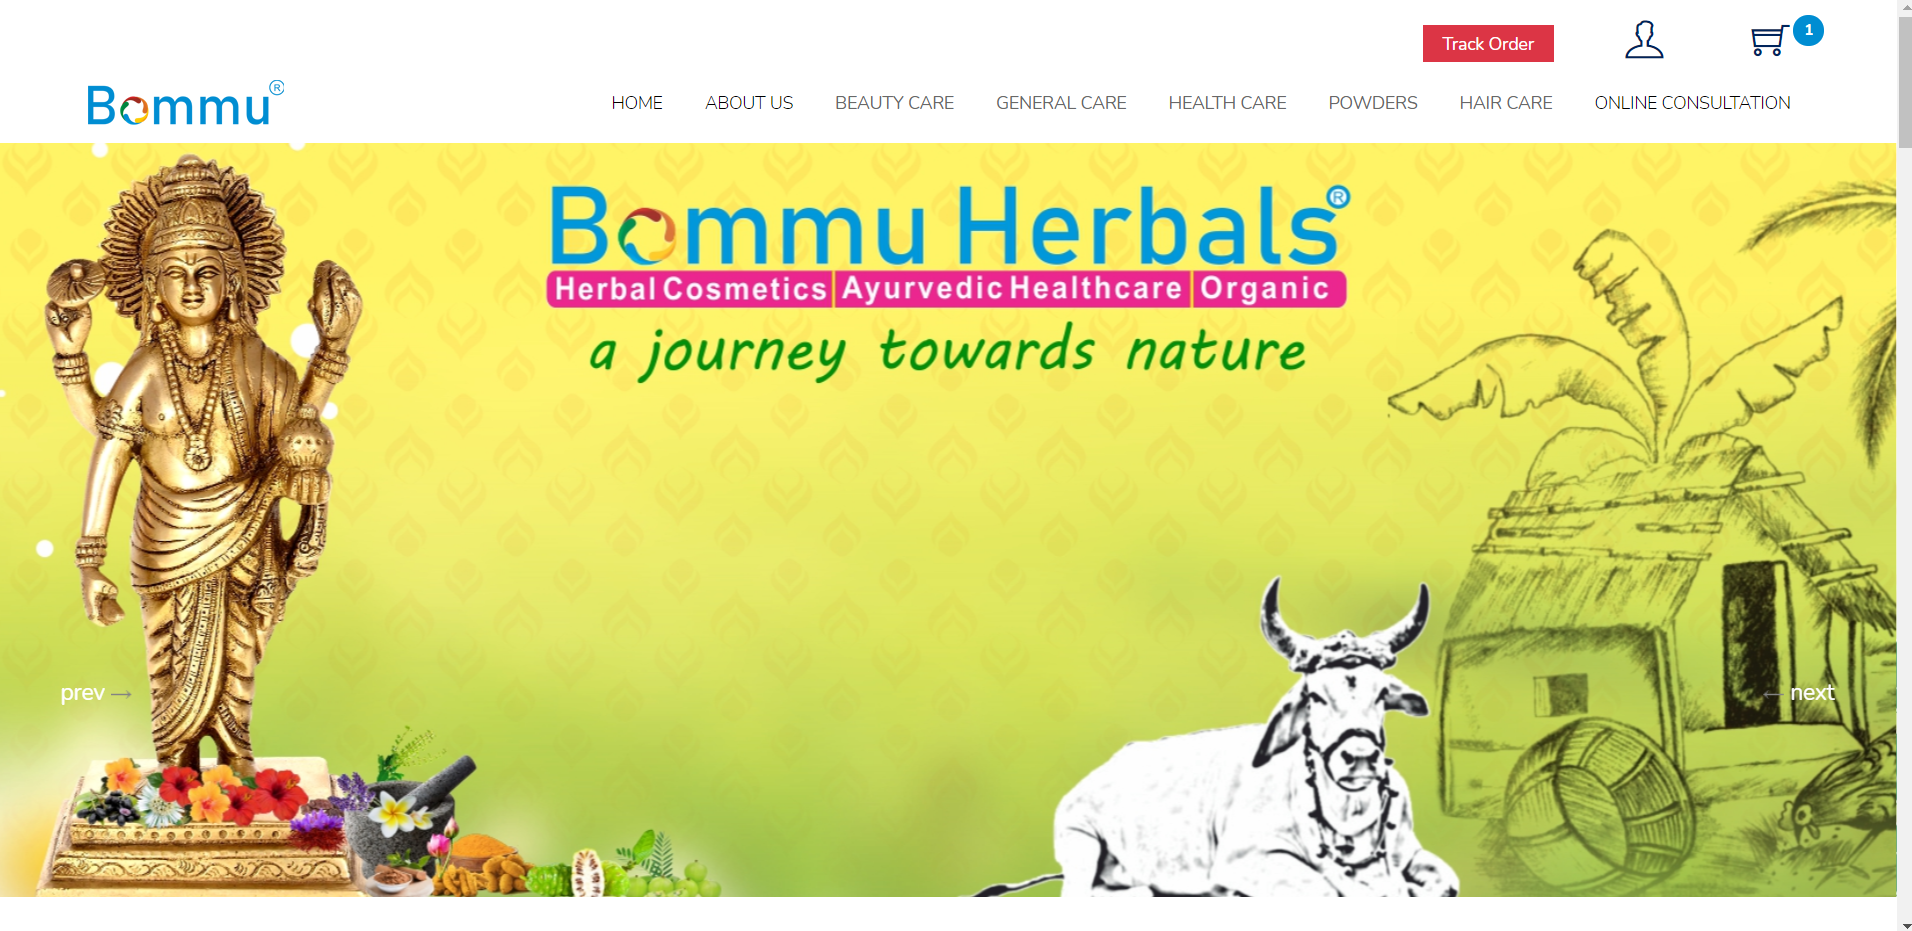 Track Order
1
Bommu®
HOME ABOUT US BEAUTY CARE GENERAL CARE HEALTH CARE POWDERS HAIR CARE ONLINE CONSULTATION
Bommu Herbals®
Herbal Cosmetics Ayurvedic Healthcare Organic
a journey towards nature
prev →
← next